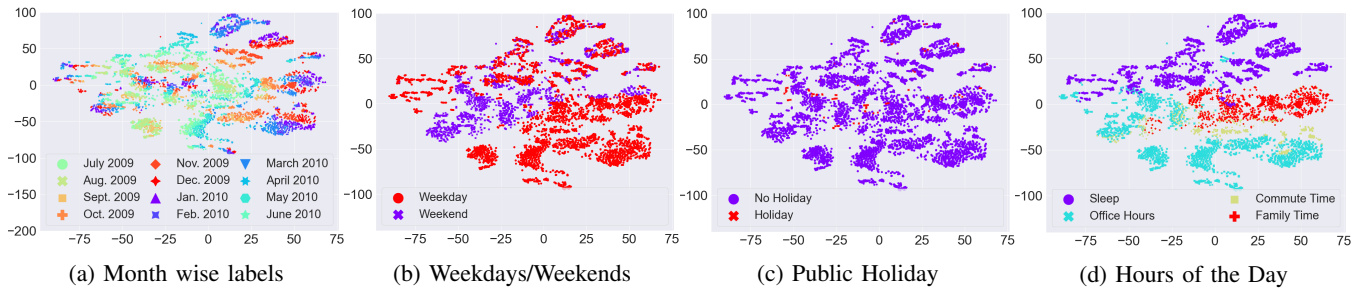 100
50
0
−50
−100
−150
−200
−75 −50 −25 0 25 50 75
July 2009 Nov. 2009 March 2010
Aug. 2009 Dec. 2009 April 2010
Sept. 2009 Jan. 2010 May 2010
Oct. 2009 Feb. 2010 June 2010
(a) Month wise labels
100
50
0
−50
−100
−75 −50 −25 0 25 50 75
Weekday
Weekend
(b) Weekdays/Weekends
100
50
0
−50
−100
−75 −50 −25 0 25 50 75
No Holiday
Holiday
(c) Public Holiday
100
50
0
−50
−100
−75 −50 −25 0 25 50 75
Sleep Commute Time
Office Hours Family Time
(d) Hours of the Day